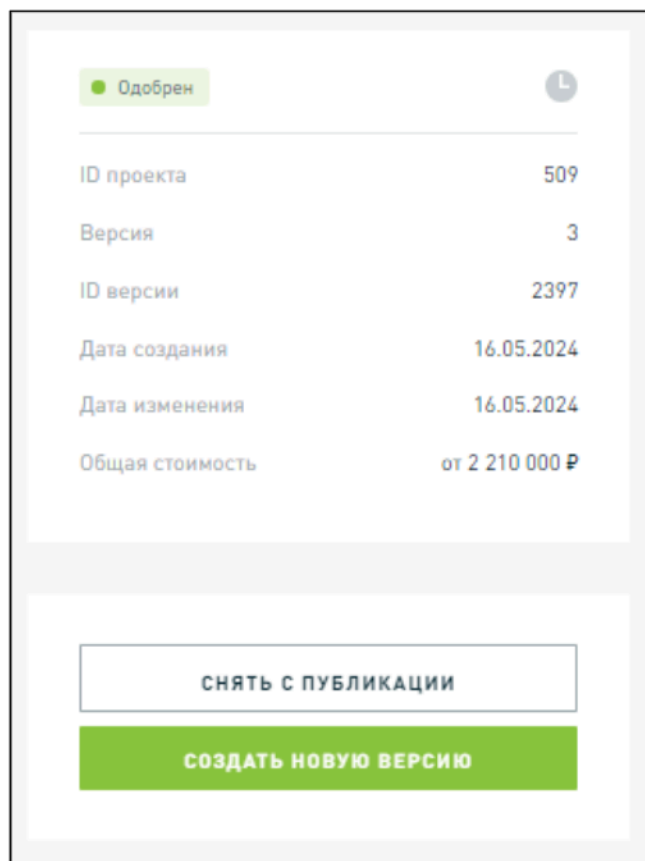 Одобрен
ID проекта 509
Версия 3
ID версии 2397
Дата создания 16.05.2024
Дата изменения 16.05.2024
Общая стоимость от 2 210 000 ₽
СНЯТЬ С ПУБЛИКАЦИИ
СОЗДАТЬ НОВУЮ ВЕРСИЮ